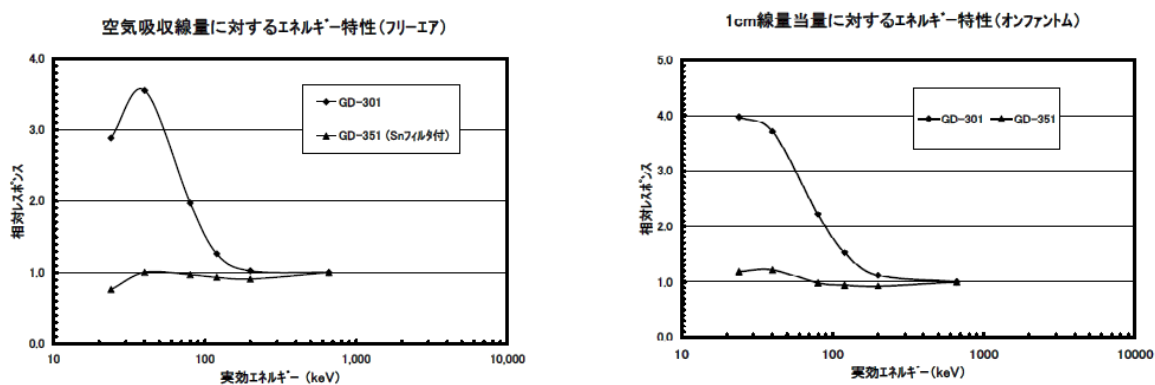 空気吸収線量に対するエネルギー特性(フリーエア)
4.0
3.0
2.0
1.0
0.0
相対レスポンス
GD-301
GD-351 (Snフィルタ付)
10
100
1,000
10,000
実効エネルギー (keV)
1cm線量当量に対するエネルギー特性(オンファントム)
5.0
4.0
3.0
2.0
1.0
0.0
相対レスポンス
GD-301 GD-351
10
100
1000
10000
実効エネルギー (keV)